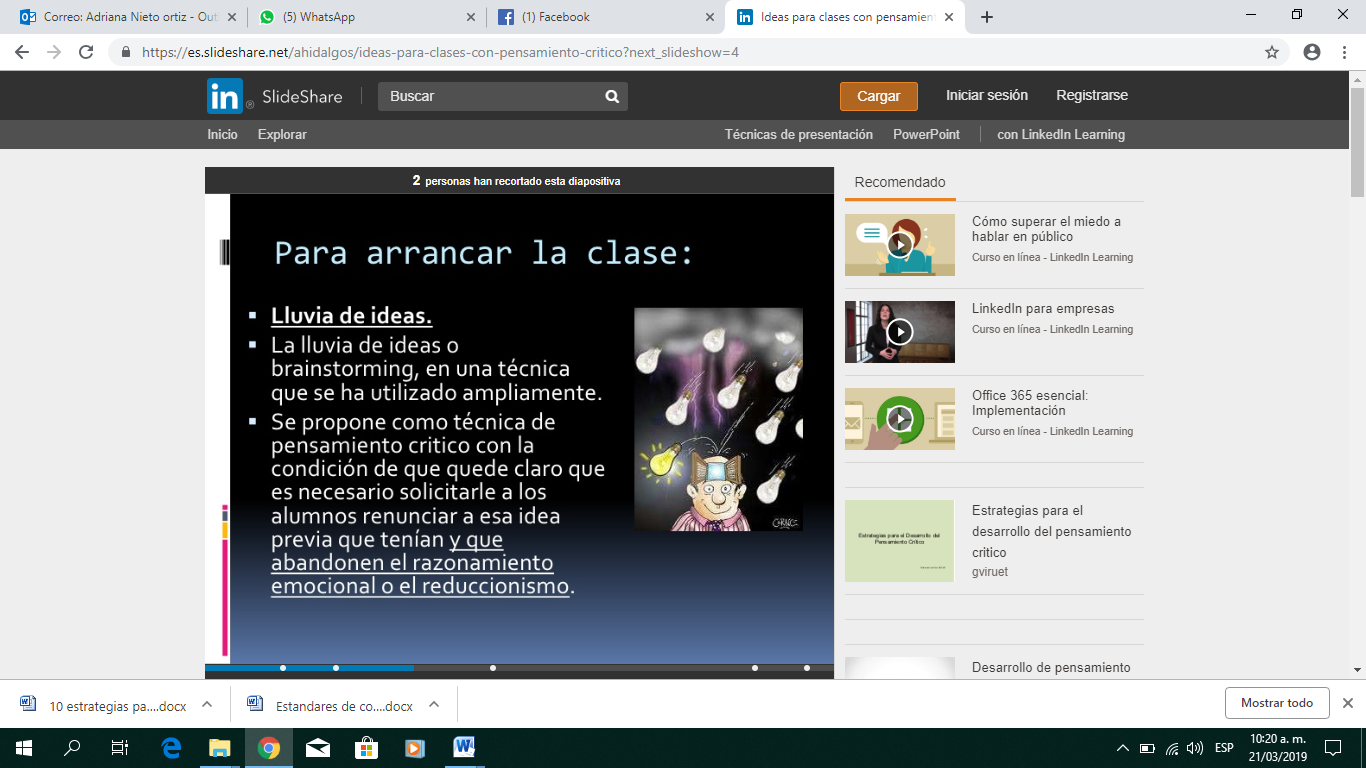 Correo: Adriana Nieto ortiz - Out
(5) WhatsApp
(1) Facebook
Ideas para clases con pensamien
https://es.slideshare.net/ahidalgos/ideas-para-clases-con-pensamiento-critico?next_slideshow=4
in ® SlideShare
Buscar
Cargar
Iniciar sesión
Registrarse
Inicio
Explorar
Técnicas de presentación
PowerPoint
con LinkedIn Learning
2 personas han recortado esta diapositiva
Para arrancar la clase:
Lluvia de ideas.
La lluvia de ideas o
brainstorming, en una técnica
que se ha utilizado ampliamente.
Se propone como técnica de
pensamiento critico con la
condición de que quede claro que
es necesario solicitarle a los
alumnos renunciar a esa idea
previa que tenían y que
abandonen el razonamiento
emocional o el reduccionismo.
Recomendado
Cómo superar el miedo a
hablar en público
Curso en línea - LinkedIn Learning
LinkedIn para empresas
Curso en línea - LinkedIn Learning
Office 365 esencial:
Implementación
Curso en línea - LinkedIn Learning
Estrategias para el Desarrollo del
Pensamiento Crítico
Estrategias para el
desarrollo del pensamiento
critico
gviruet
Desarrollo de pensamiento
10 estrategias pa....docx
Estandares de co....docx
Mostrar todo
ESP
10:20 a. m.
21/03/2019